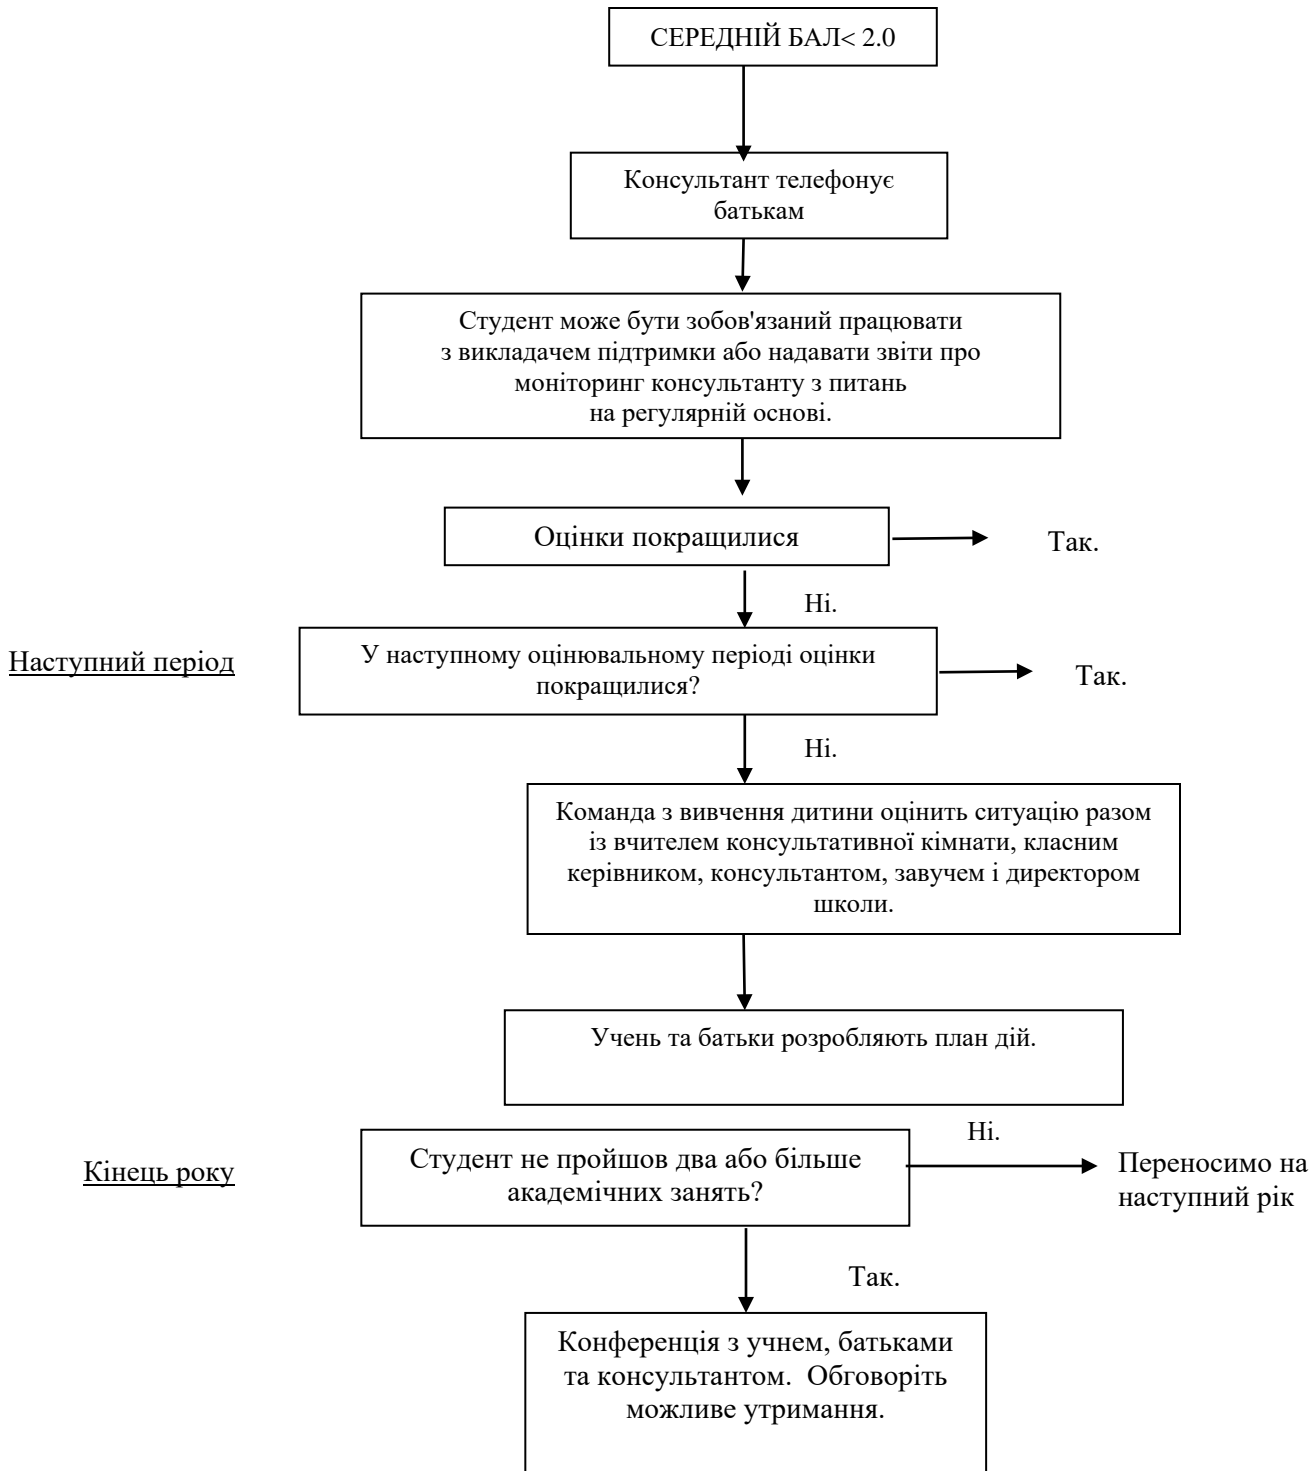 СЕРЕДНІЙ БАЛ< 2.0
Консультант телефонує
батькам
Студент може бути зобов'язаний працювати
з викладачем підтримки або надавати звіти про
моніторинг консультанту з питань
на регулярній основі.
Оцінки покращилися
Так.
Ні.
Наступний період
У наступному оцінювальному періоді оцінки
покращилися?
Так.
Ні.
Команда з вивчення дитини оцінить ситуацію разом
із вчителем консультативної кімнати, класним
керівником, консультантом, завучем і директором
школи.
Учень та батьки розробляють план дій.
Кінець року
Студент не пройшов два або більше
академічних занять?
Ні.
Переносимо на
наступний рік
Так.
Конференція з учнем, батьками
та консультантом.  Обговоріть
можливе утримання.